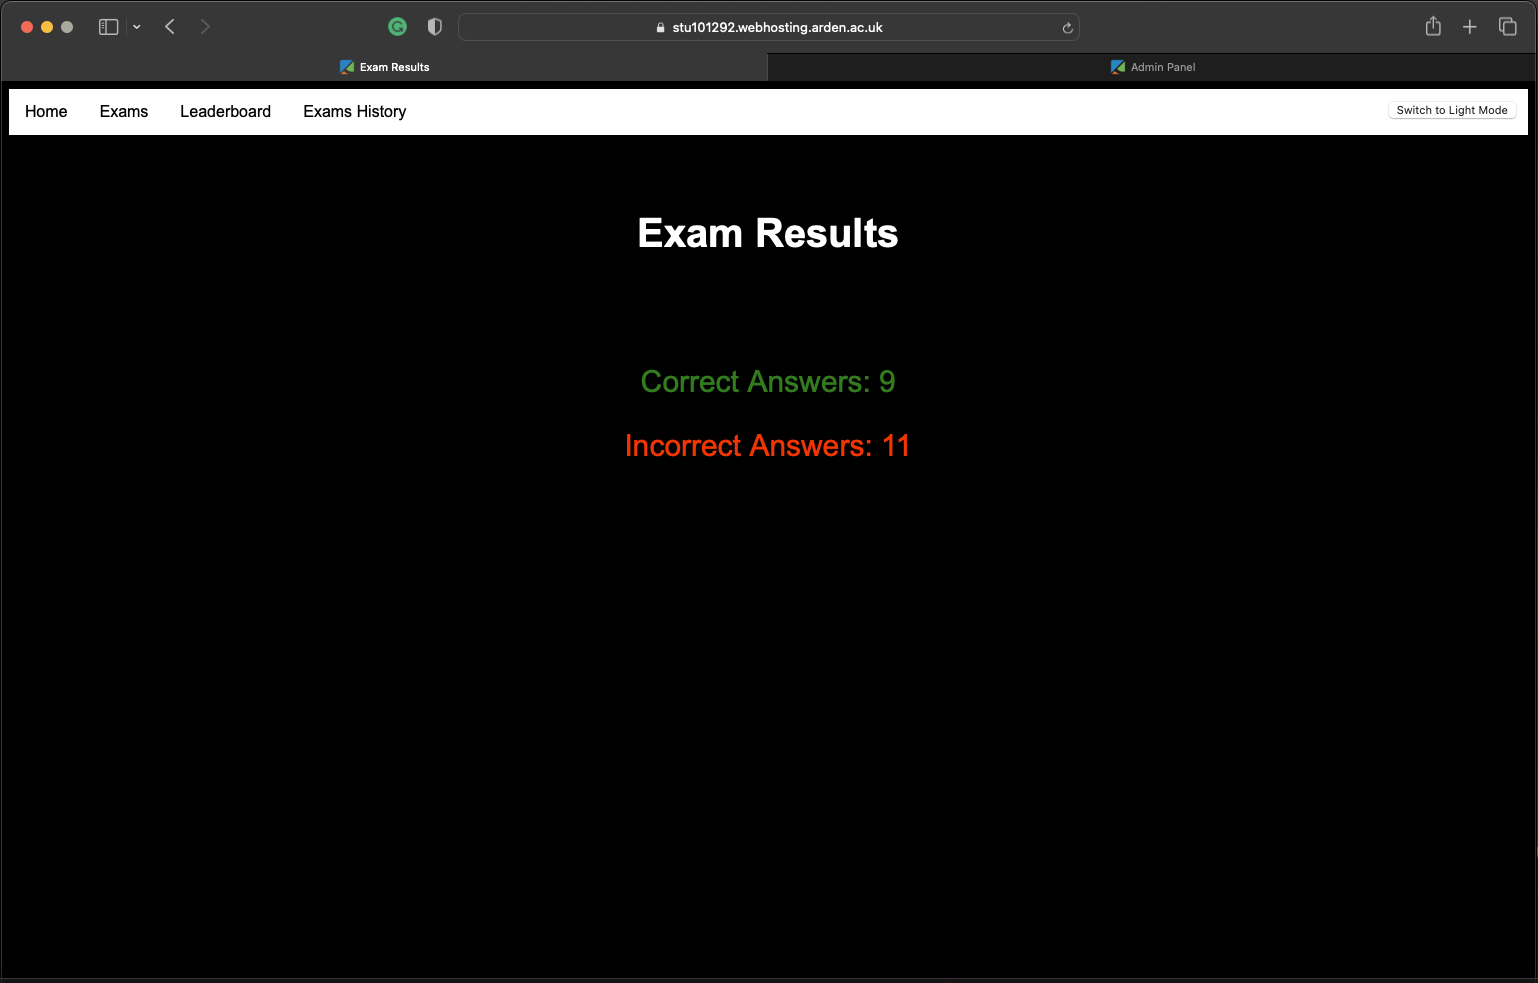 stu101292.webhosting.arden.ac.uk
Exam Results
Admin Panel
Home
Exams
Leaderboard
Exams History
Switch to Light Mode
Exam Results
Correct Answers: 9
Incorrect Answers: 11